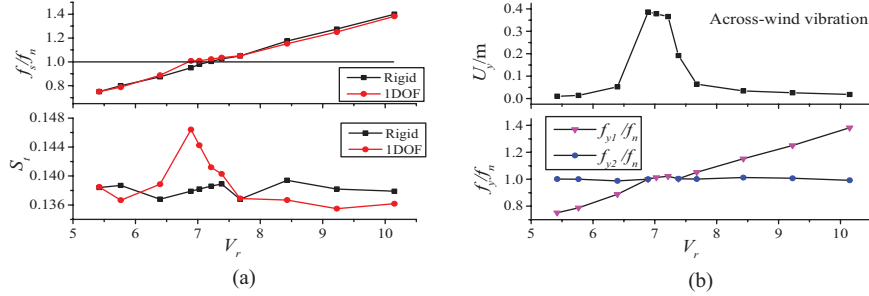 1.4
1.2
1.0
0.8
f_s/f_n
Rigid
1DOF
0.148
0.144
0.140
0.136
S_t
Rigid
1DOF
5 6 7 8 9 10
V_r
(a)
0.4
0.3
0.2
0.1
0.0
U_y/m
Across-wind vibration
1.4
1.2
1.0
0.8
f_y/f_n
f_y1/f_n
f_y2/f_n
5 6 7 8 9 10
V_r
(b)